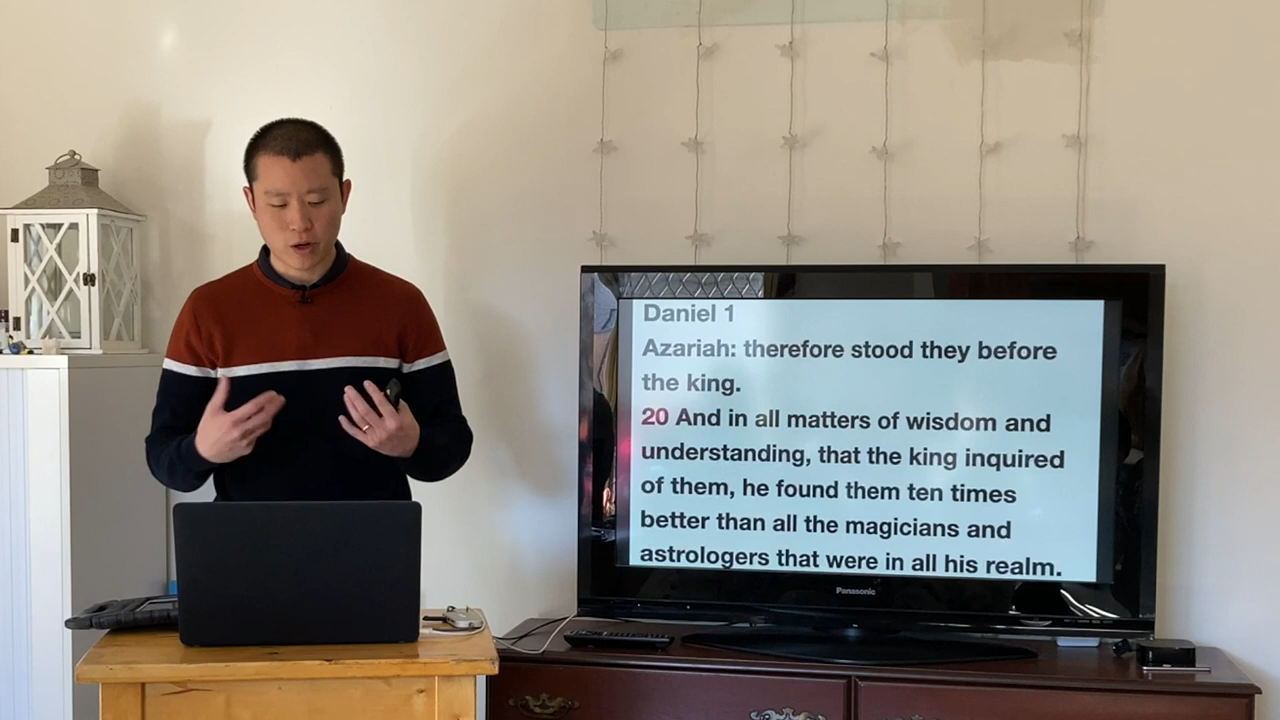 Daniel 1
Azariah: therefore stood they before
the king.
20 And in all matters of wisdom and
understanding, that the king inquired
of them, he found them ten times
better than all the magicians and
astrologers that were in all his realm.
Panasonic